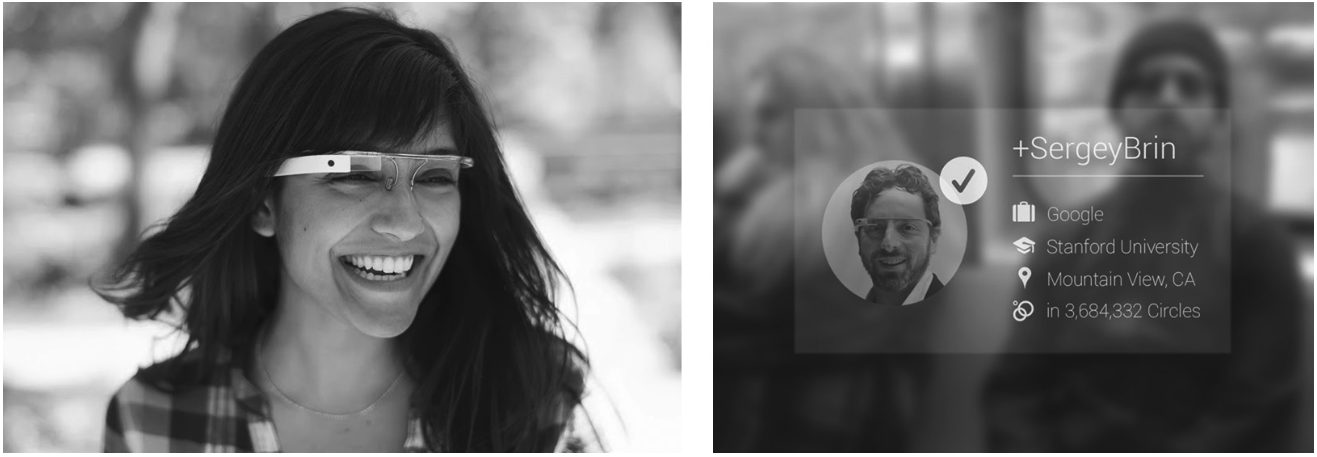 +SergeyBrin
Google
Stanford University
Mountain View, CA
in 3,684,332 Circles